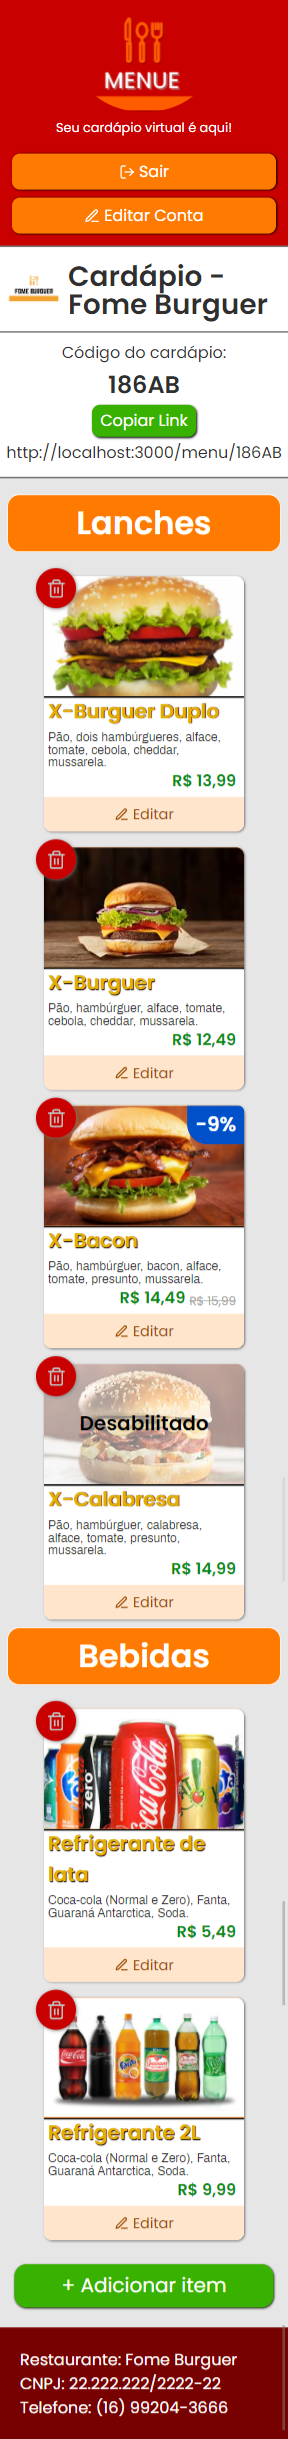 MENUE
Seu cardápio virtual é aqui!
Sair
Editar Conta
FOME BURGUER
Cardápio -
Fome Burguer
Código do cardápio:
186AB
Copiar Link
http://localhost:3000/menu/186AB
Lanches
X-Burguer Duplo
Pão, dois hambúrgueres, alface,
tomate, cebola, cheddar,
mussarela.
R$ 13,99
Editar
X-Burguer
Pão, hambúrguer, alface, tomate,
cebola, cheddar, mussarela.
R$ 12,49
Editar
-9%
X-Bacon
Pão, hambúrguer, bacon, alface,
tomate, presunto, mussarela.
R$ 14,49 R$ 15,99
Editar
Desabilitado
X-Calabresa
Pão, hambúrguer, calabresa,
alface, tomate, presunto,
mussarela.
R$ 14,99
Editar
Bebidas
zero
Coca-Cola
Refrigerante de
lata
Coca-cola (Normal e Zero), Fanta,
Guaraná Antarctica, Soda.
R$ 5,49
Editar
Coca-Cola
Fanta
Refrigerante 2L
Coca-cola (Normal e Zero), Fanta,
Guaraná Antarctica, Soda.
R$ 9,99
Editar
+ Adicionar item
Restaurante: Fome Burguer
CNPJ: 22.222.222/2222-22
Telefone: (16) 99204-3666